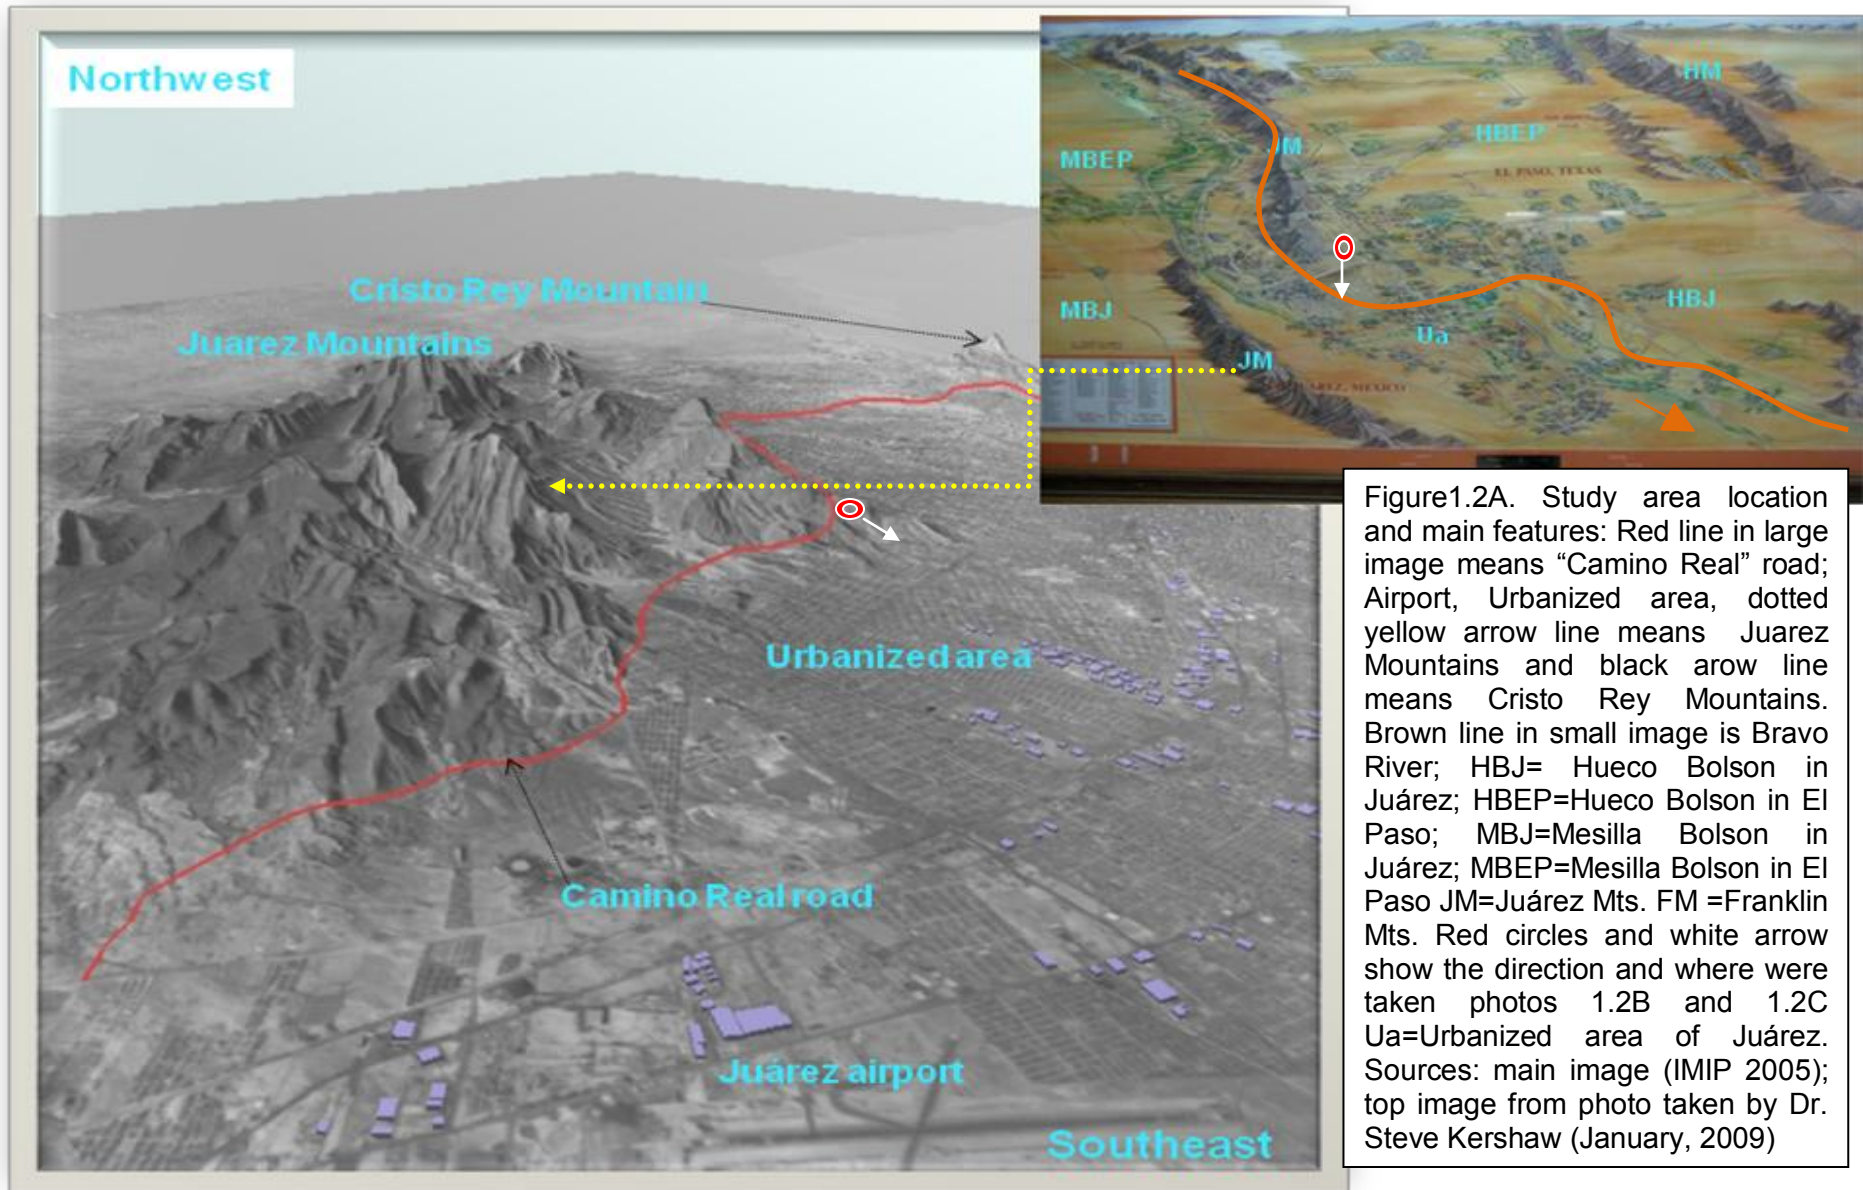 Northwest
Cristo Rey Mountain
Juarez Mountains
Urbanized area
Camino Real road
Juárez airport
Southeast
HM
JM
HBEP
MBEP
EL PASO, TEXAS
MBJ
HBJ
Ua
JM
JUAREZ, MEXICO
Figure1.2A. Study area location
and main features: Red line in large
image means “Camino Real” road;
Airport, Urbanized area, dotted
yellow arrow line means Juarez
Mountains and black arow line
means Cristo Rey Mountains.
Brown line in small image is Bravo
River; HBJ= Hueco Bolson in
Juárez; HBEP=Hueco Bolson in El
Paso; MBJ=Mesilla Bolson in
Juárez; MBEP=Mesilla Bolson in El
Paso JM=Juárez Mts. FM =Franklin
Mts. Red circles and white arrow
show the direction and where were
taken photos 1.2B and 1.2C
Ua=Urbanized area of Juárez.
Sources: main image (IMIP 2005);
top image from photo taken by Dr.
Steve Kershaw (January, 2009)